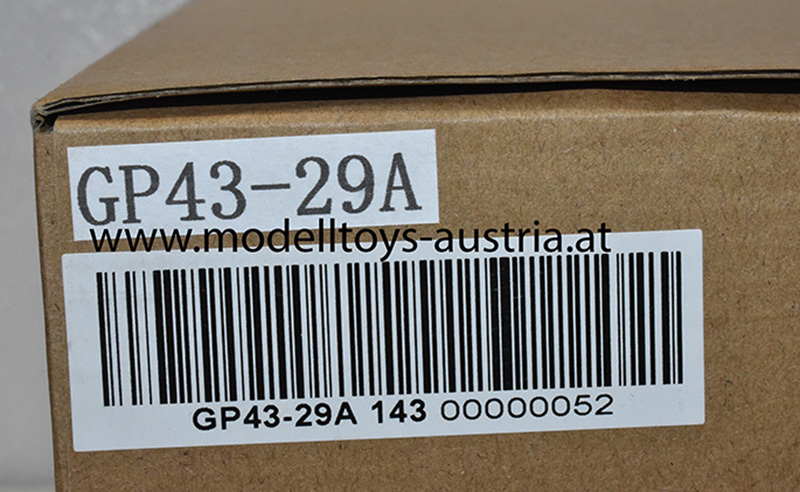 GP43-29A
www.modelltoys-austria.at
GP43-29A 143 00000052